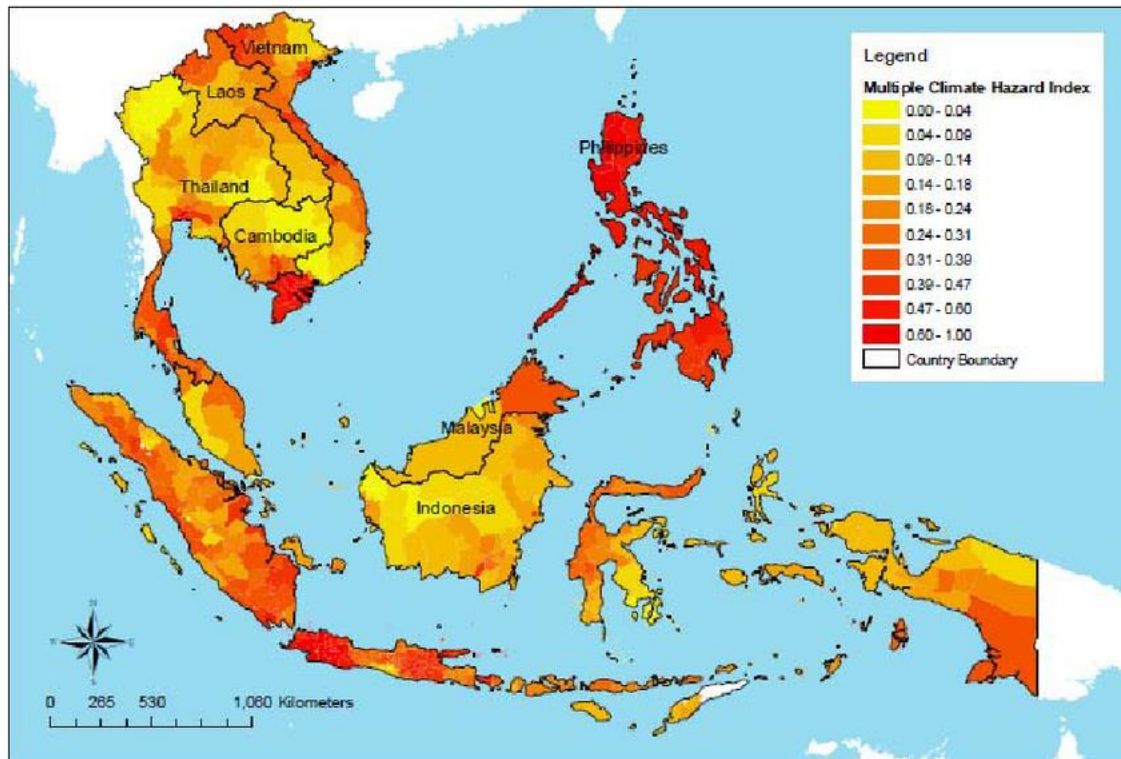 Vietnam
Laos
Philippines
Thailand
Cambodia
Malaysia
Indonesia
Legend
Multiple Climate Hazard Index
0.00 - 0.04
0.04 - 0.09
0.09 - 0.14
0.14 - 0.18
0.18 - 0.24
0.24 - 0.31
0.31 - 0.39
0.39 - 0.47
0.47 - 0.60
0.60 - 1.00
Country Boundary
N
0 265 530 1,060 Kilometers